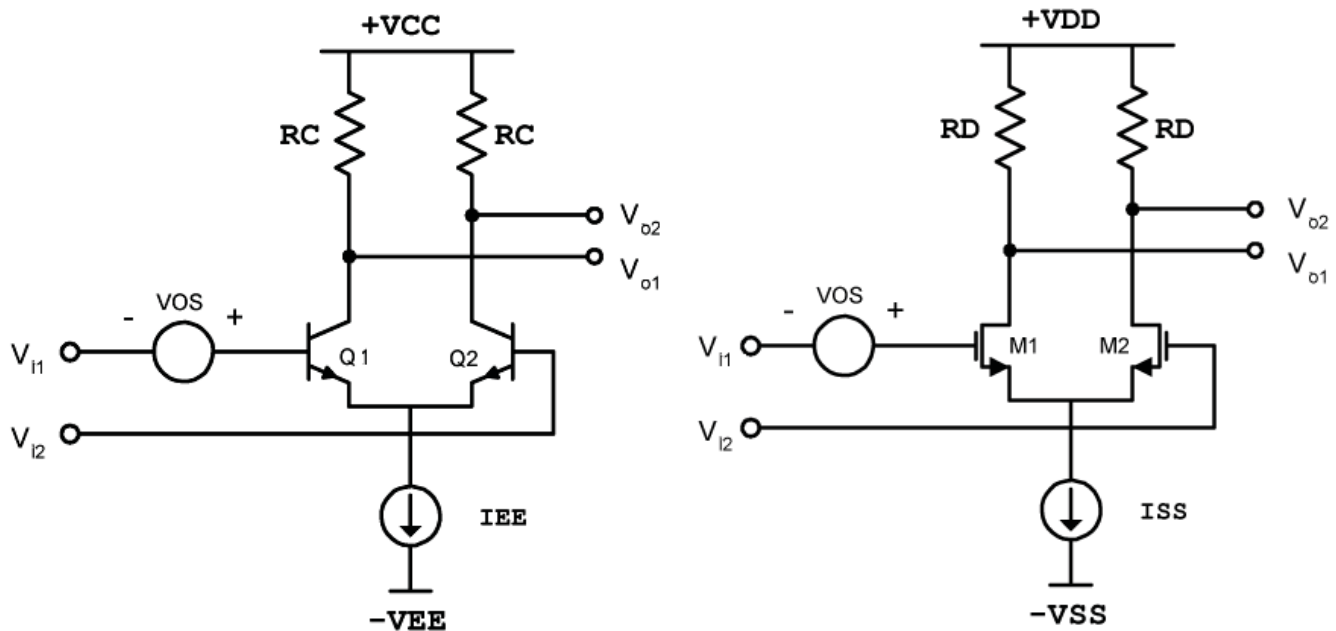 +VCC
RC
RC
Vo2
Vo1
VOS
-
+
Vi1
Q1
Q2
Vi2
IEE
-VEE
+VDD
RD
RD
Vo2
Vo1
VOS
-
+
Vi1
M1
M2
Vi2
ISS
-VSS